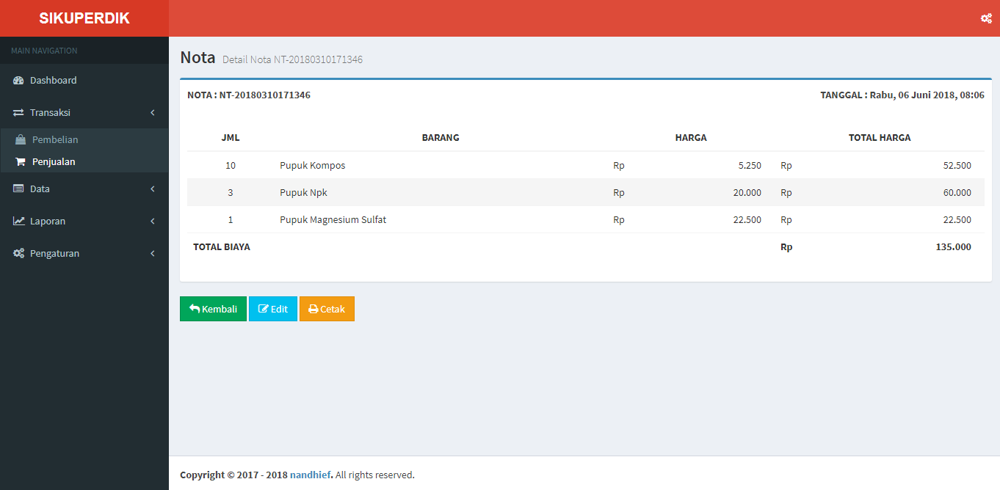 SIKUPERDIK
MAIN NAVIGATION
Dashboard
Transaksi
Pembelian
Penjualan
Data
Laporan
Pengaturan
Nota Detail Nota NT-20180310171346
NOTA : NT-20180310171346 TANGGAL : Rabu, 06 Juni 2018, 08:06
JML BARANG HARGA TOTAL HARGA
10 Pupuk Kompos Rp 5.250 Rp 52.500
3 Pupuk Npk Rp 20.000 Rp 60.000
1 Pupuk Magnesium Sulfat Rp 22.500 Rp 22.500
TOTAL BIAYA Rp 135.000
Kembali Edit Cetak
Copyright © 2017 - 2018 nandhief. All rights reserved.